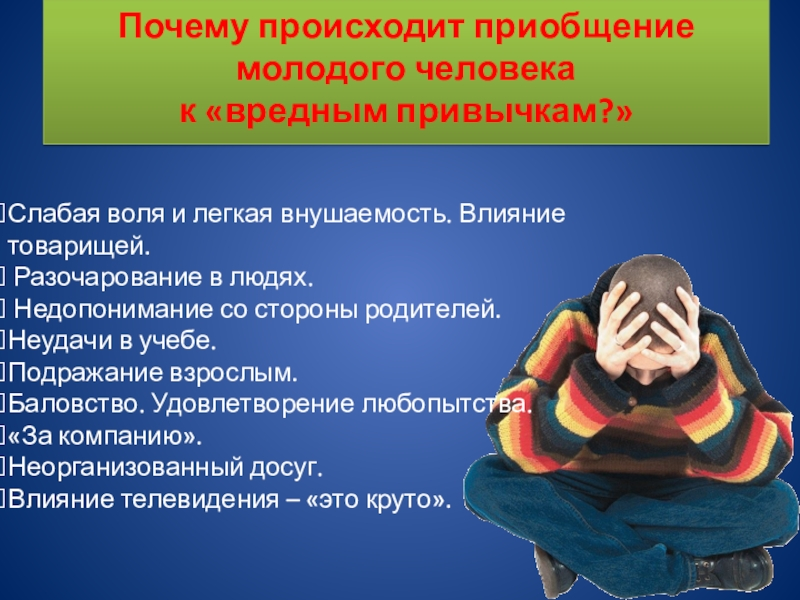 Почему происходит приобщение
молодого человека
к «вредным привычкам?»
Слабая воля и легкая внушаемость. Влияние
товарищей.
Разочарование в людях.
Недопонимание со стороны родителей.
Неудачи в учебе.
Подражание взрослым.
Баловство. Удовлетворение любопытства.
«За компанию».
Неорганизованный досуг.
Влияние телевидения – «это круто».